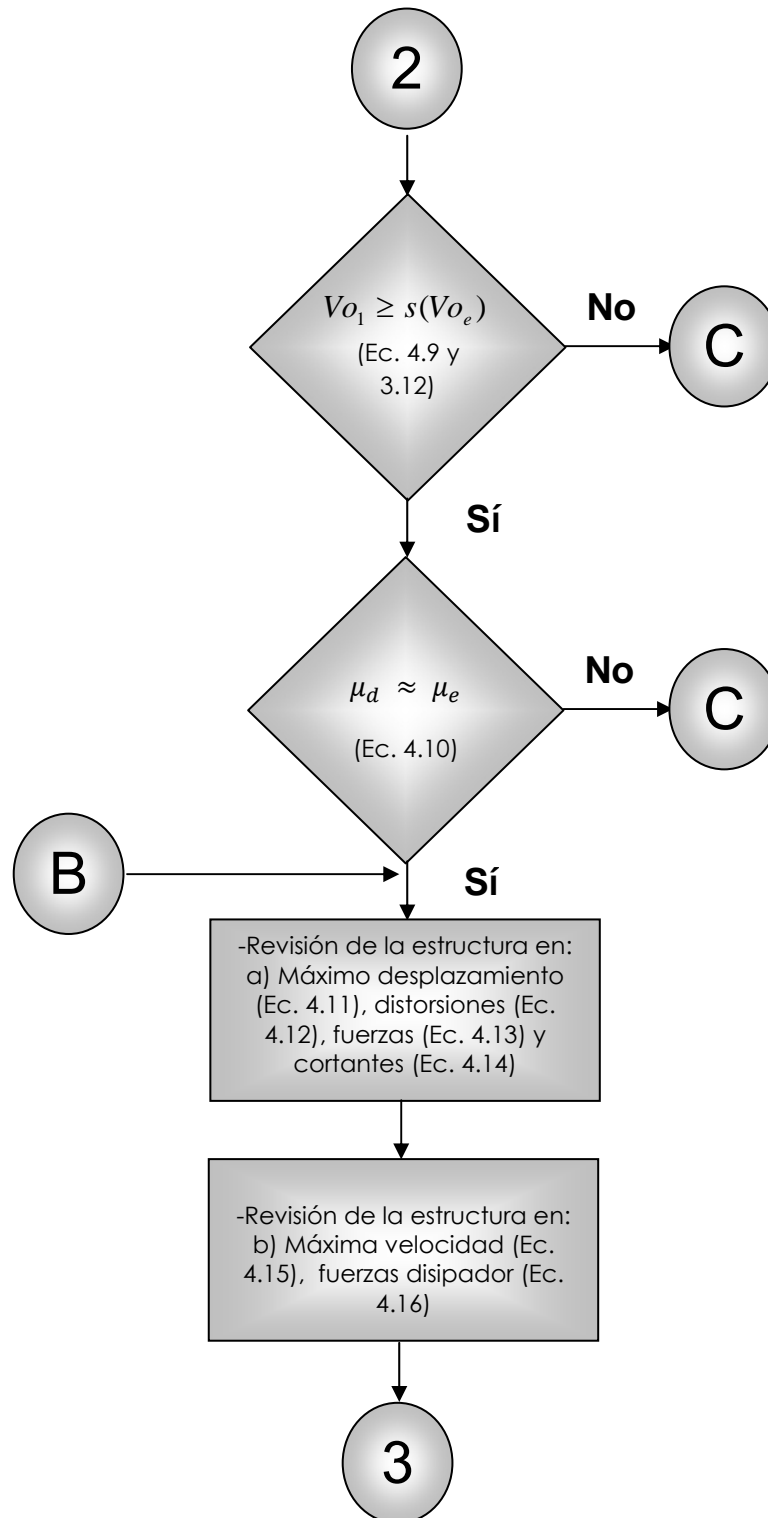 2
Vo₁ ≥ s(Voₑ)
(Ec. 4.9 y
3.12)
No
C
Sí
μ_d ≈ μ_e
(Ec. 4.10)
No
C
B
Sí
-Revisión de la estructura en:
a) Máximo desplazamiento
(Ec. 4.11), distorsiones (Ec.
4.12), fuerzas (Ec. 4.13) y
cortantes (Ec. 4.14)
-Revisión de la estructura en:
b) Máxima velocidad (Ec.
4.15), fuerzas disipador (Ec.
4.16)
3